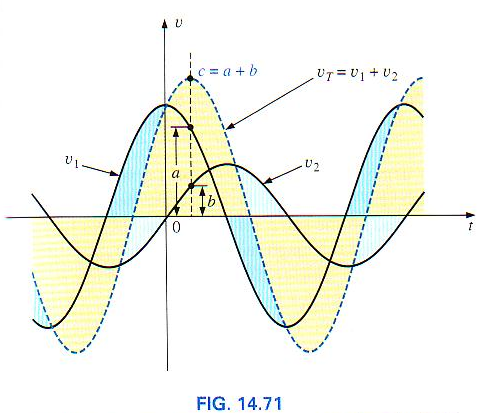 v
c = a + b
v_T = v_1 + v_2
v_1
a
v_2
b
0
t
FIG. 14.71